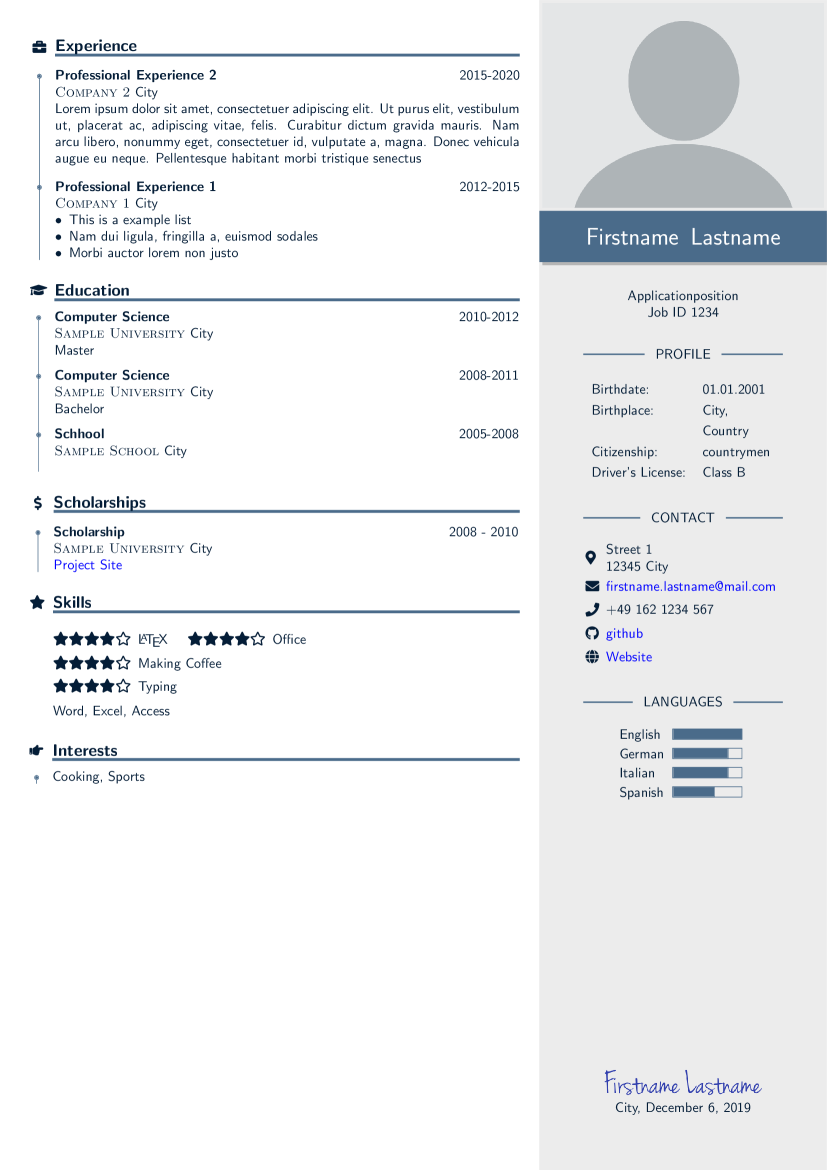 Experience
Professional Experience 2 2015-2020
Company 2 City
Lorem ipsum dolor sit amet, consectetuer adipiscing elit. Ut purus elit, vestibulum
ut, placerat ac, adipiscing vitae, felis. Curabitur dictum gravida mauris. Nam
arcu libero, nonummy eget, consectetuer id, vulputate a, magna. Donec vehicula
augue eu neque. Pellentesque habitant morbi tristique senectus
Professional Experience 1 2012-2015
Company 1 City
• This is a example list
• Nam dui ligula, fringilla a, euismod sodales
• Morbi auctor lorem non justo
Education
Computer Science 2010-2012
Sample University City
Master
Computer Science 2008-2011
Sample University City
Bachelor
Schhool 2005-2008
Sample School City
Scholarships
Scholarship 2008 - 2010
Sample University City
Project Site
Skills
LATEX Office
Making Coffee
Typing
Word, Excel, Access
Interests
Cooking, Sports
Firstname Lastname
Applicationposition
Job ID 1234
PROFILE
Birthdate: 01.01.2001
Birthplace: City,
Country
Citizenship: countrymen
Driver's License: Class B
CONTACT
Street 1
12345 City
firstname.lastname@mail.com
+49 162 1234 567
github
Website
LANGUAGES
English
German
Italian
Spanish
Firstname Lastname
City, December 6, 2019